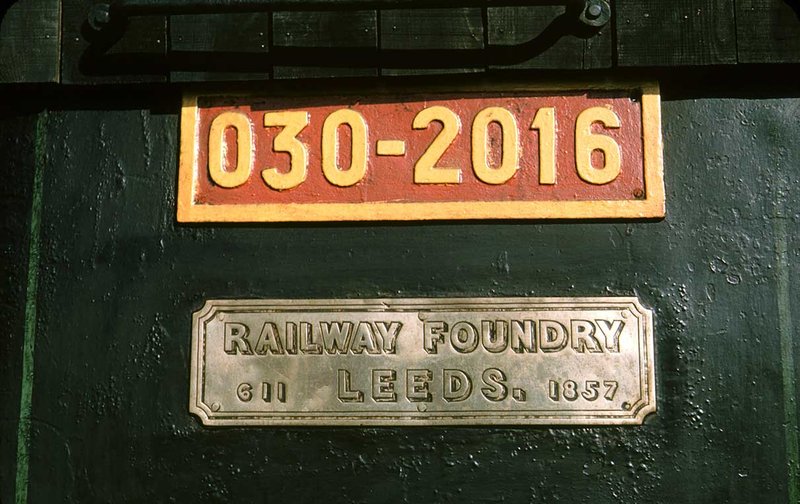 030-2016
RAILWAY FOUNDRY
611 LEEDS. 1857